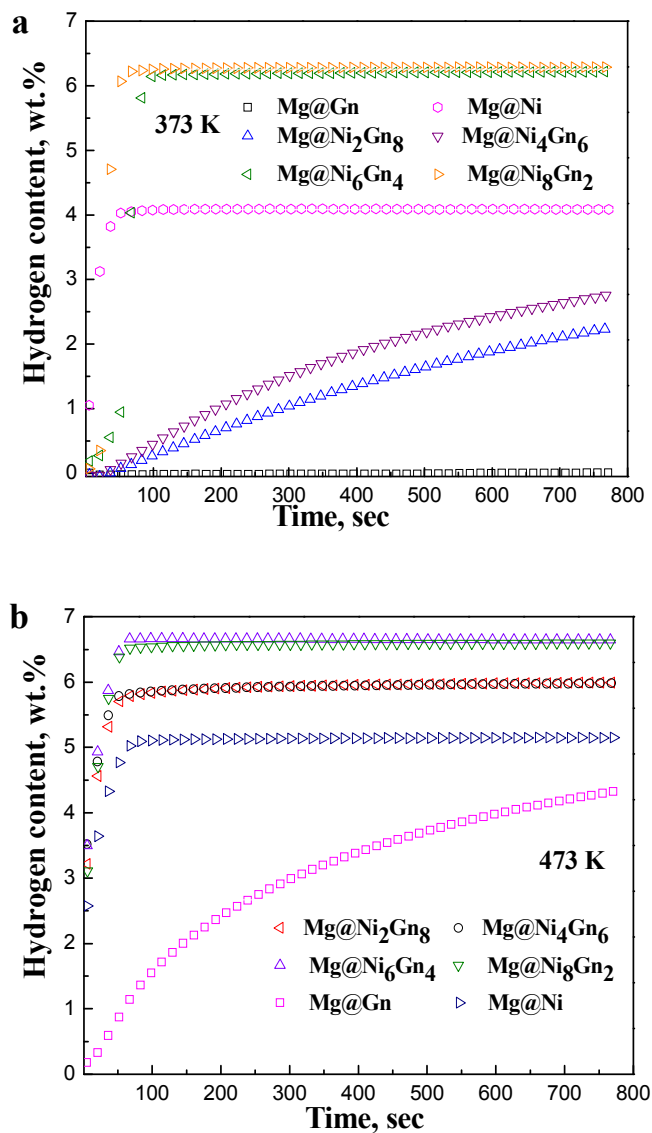 a
Hydrogen content, wt.%
7
6
5
4
3
2
1
0
373 K
Mg@Gn Mg@Ni
Mg@Ni2Gn8 Mg@Ni4Gn6
Mg@Ni6Gn4 Mg@Ni8Gn2
100 200 300 400 500 600 700 800
Time, sec
b
Hydrogen content, wt.%
7
6
5
4
3
2
1
0
473 K
Mg@Ni2Gn8 Mg@Ni4Gn6
Mg@Ni6Gn4 Mg@Ni8Gn2
Mg@Gn Mg@Ni
100 200 300 400 500 600 700 800
Time, sec